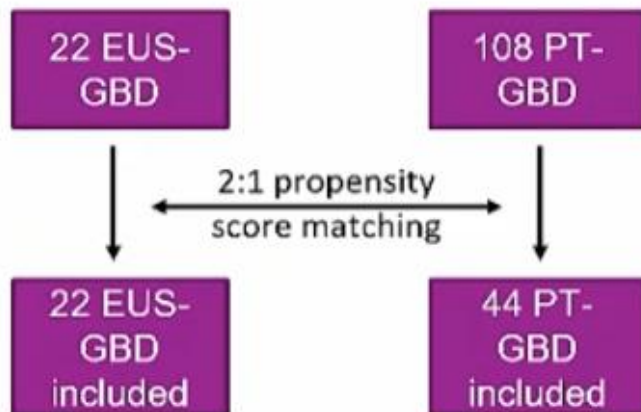 22 EUS-
GBD
108 PT-
GBD
2:1 propensity
score matching
22 EUS-
GBD
included
44 PT-
GBD
included